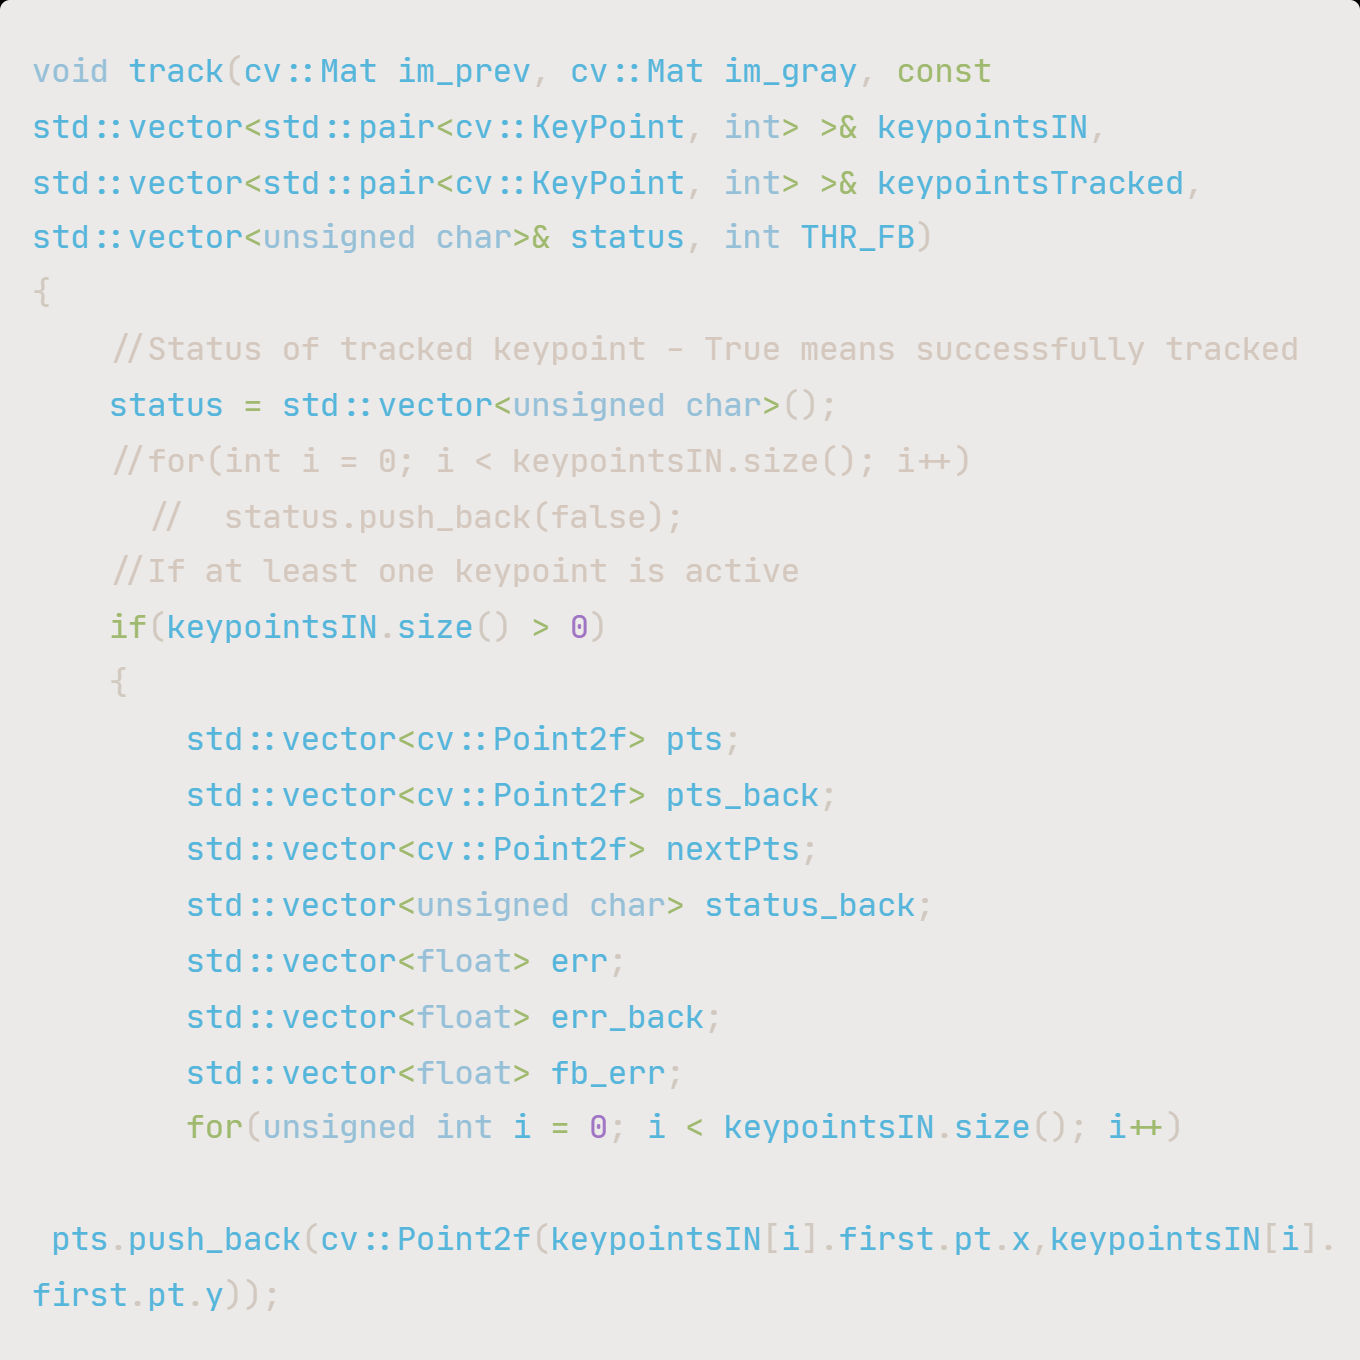 void track(cv::Mat im_prev, cv::Mat im_gray, const
std::vector<std::pair<cv::KeyPoint, int> >& keypointsIN,
std::vector<std::pair<cv::KeyPoint, int> >& keypointsTracked,
std::vector<unsigned char>& status, int THR_FB)
{
    //Status of tracked keypoint - True means successfully tracked
    status = std::vector<unsigned char>();
    //for(int i = 0; i < keypointsIN.size(); i++)
      //  status.push_back(false);
    //If at least one keypoint is active
    if(keypointsIN.size() > 0)
    {
        std::vector<cv::Point2f> pts;
        std::vector<cv::Point2f> pts_back;
        std::vector<cv::Point2f> nextPts;
        std::vector<unsigned char> status_back;
        std::vector<float> err;
        std::vector<float> err_back;
        std::vector<float> fb_err;
        for(unsigned int i = 0; i < keypointsIN.size(); i++)

 pts.push_back(cv::Point2f(keypointsIN[i].first.pt.x,keypointsIN[i].
first.pt.y));